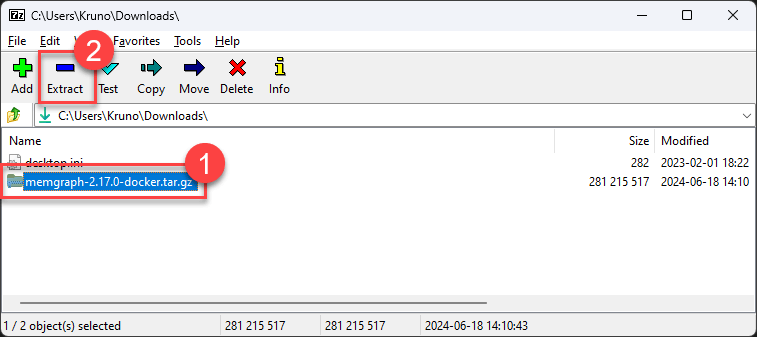 C:\Users\Kruno\Downloads\
File Edit Favorites Tools Help
2
Add Extract Test Copy Move Delete Info
C:\Users\Kruno\Downloads\
Name Size Modified
1
desktop.ini 282 2023-02-01 18:22
memgraph-2.17.0-docker.tar.gz 281 215 517 2024-06-18 14:10
1 / 2 object(s) selected 281 215 517 281 215 517 2024-06-18 14:10:43